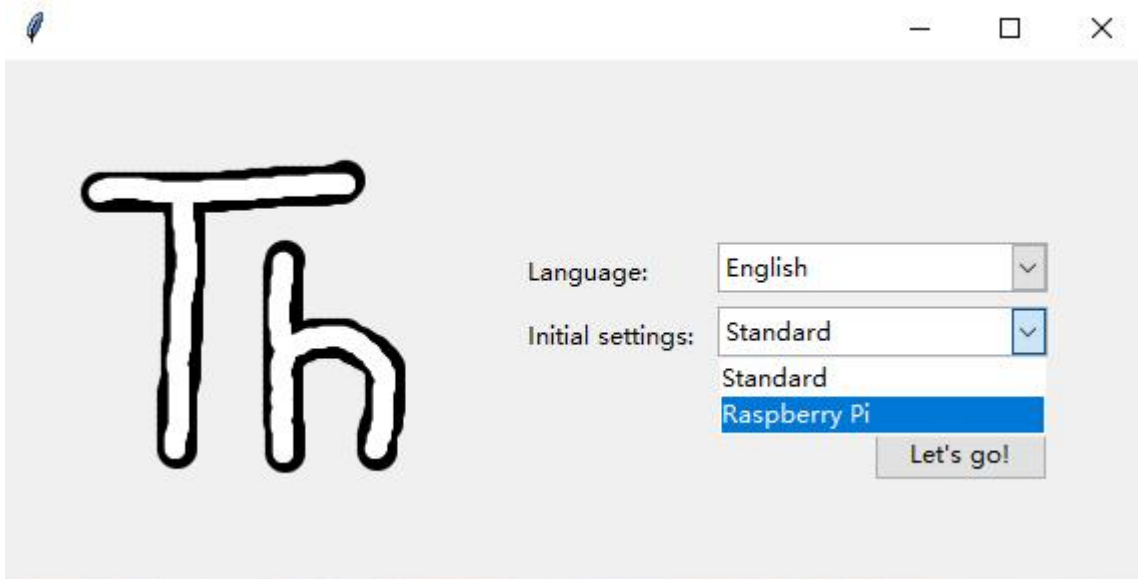 Th
Language: English
Initial settings: Standard
Standard
Raspberry Pi
Let's go!